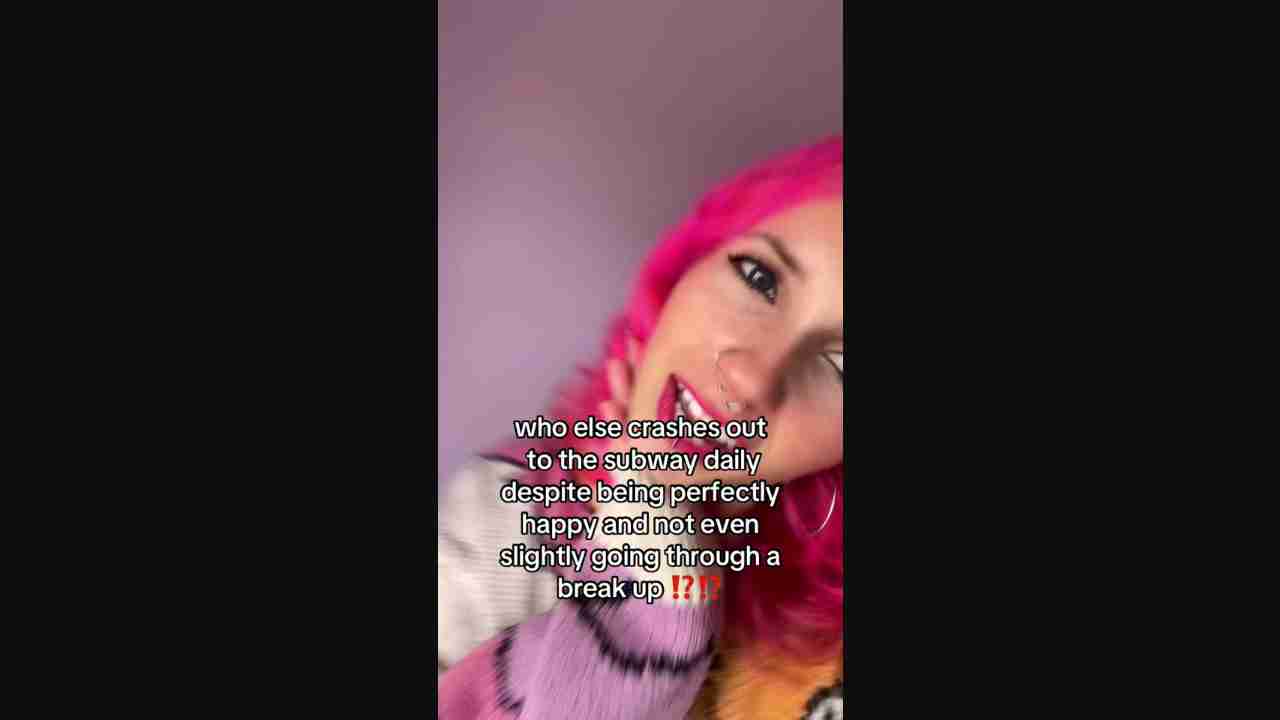 who else crashes out
to the subway daily
despite being perfectly
happy and not even
slightly going through a
break up ⁉️⁉️